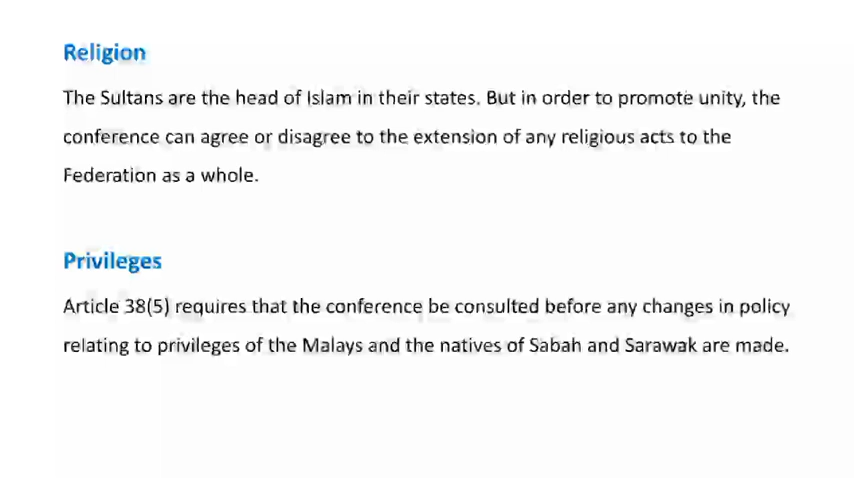 Religion
The Sultans are the head of Islam in their states. But in order to promote unity, the
conference can agree or disagree to the extension of any religious acts to the
Federation as a whole.
Privileges
Article 38(5) requires that the conference be consulted before any changes in policy
relating to privileges of the Malays and the natives of Sabah and Sarawak are made.